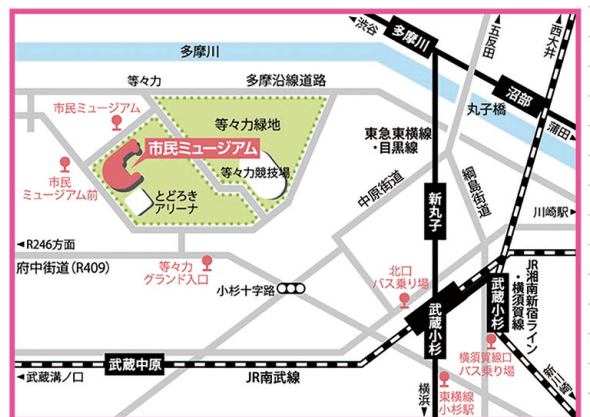 渋谷
多摩川
五反田
西大井
多摩川
沼部
等々力
多摩沿線道路
丸子橋
蒲田
市民ミュージアム
等々力緑地
東急東横線
・目黒線
市民ミュージアム
市民
ミュージアム前
等々力競技場
とどろき
アリーナ
中原街道
綱島街道
新丸子
川崎駅
R246方面
府中街道(R409)
等々力
グランド入口
小杉十字路
北口
バス乗り場
武蔵小杉
武蔵小杉
JR湘南新宿ライン
・横須賀線
武蔵中原
横須賀線口
バス乗り場
武蔵溝ノ口
JR南武線
横浜
東横線
小杉駅
新川崎